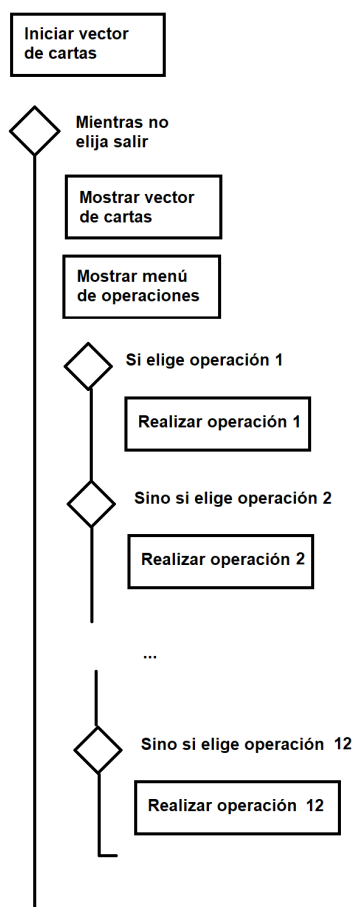 Iniciar vector
de cartas
Mientras no
elija salir
Mostrar vector
de cartas
Mostrar menú
de operaciones
Si elige operación 1
Realizar operación 1
Sino si elige operación 2
Realizar operación 2
...
Sino si elige operación 12
Realizar operación 12